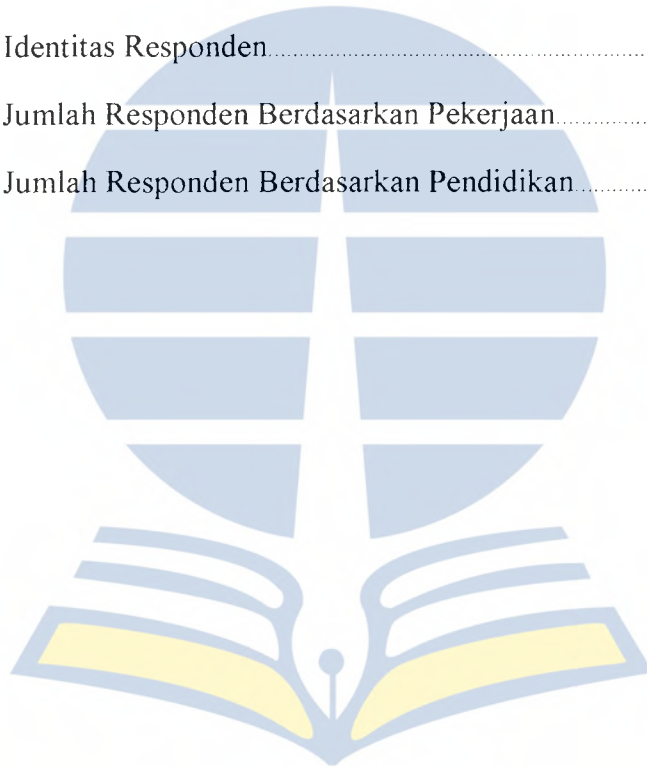 Identitas Responden
Jumlah Responden Berdasarkan Pekerjaan
Jumlah Responden Berdasarkan Pendidikan